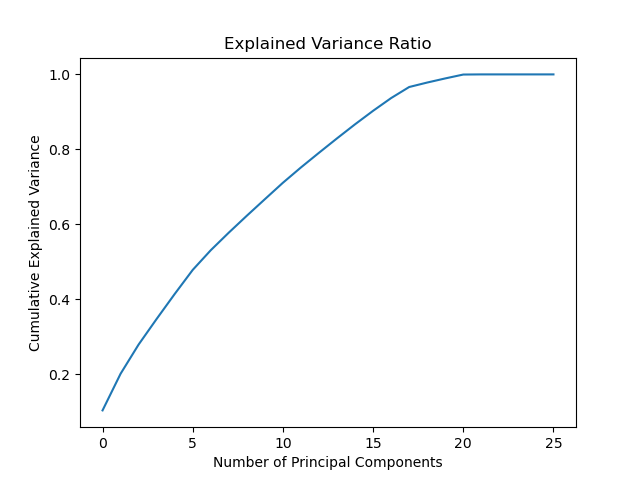 Explained Variance Ratio
Cumulative Explained Variance
1.0
0.8
0.6
0.4
0.2
0 5 10 15 20 25
Number of Principal Components